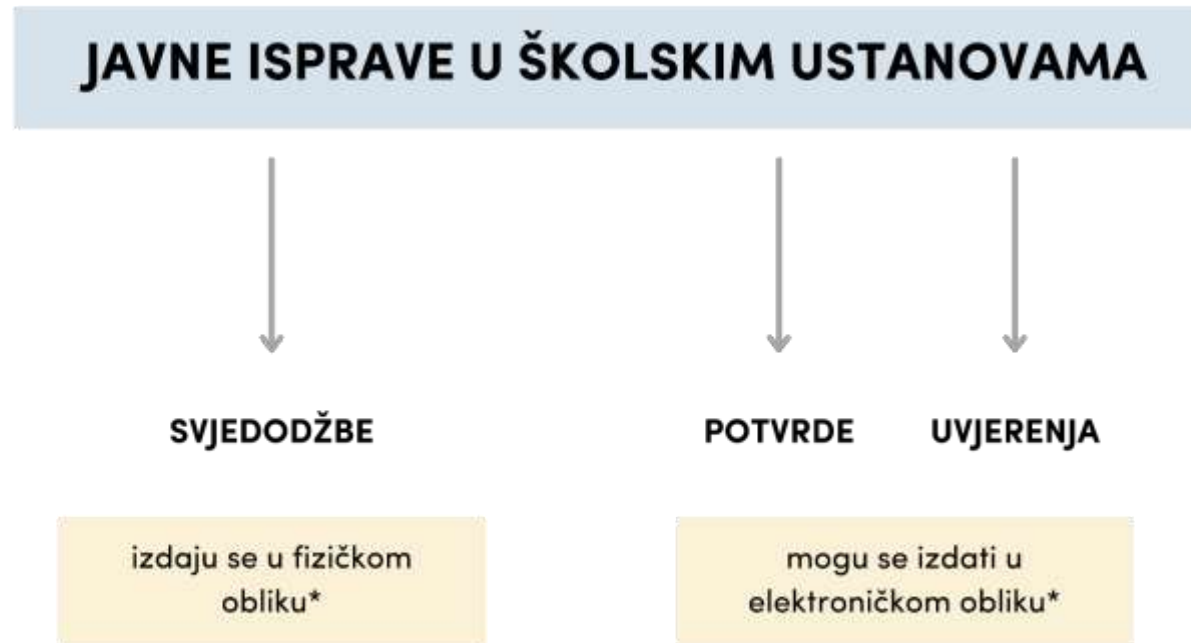 JAVNE ISPRAVE U ŠKOLSKIM USTANOVAMA
SVJEDODŽBE
POTVRDE
UVJERENJA
izdaju se u fizičkom
obliku*
mogu se izdati u
elektroničkom obliku*